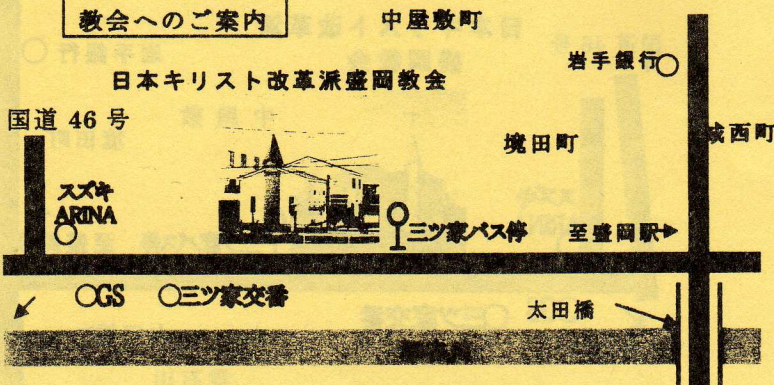 教会へのご案内
中屋敷町
岩手銀行
日本キリスト改革派盛岡教会
国道 46 号
境田町
城西町
スズキ
ARINA
三ツ家バス停
至盛岡駅→
GS
三ツ家交番
太田橋